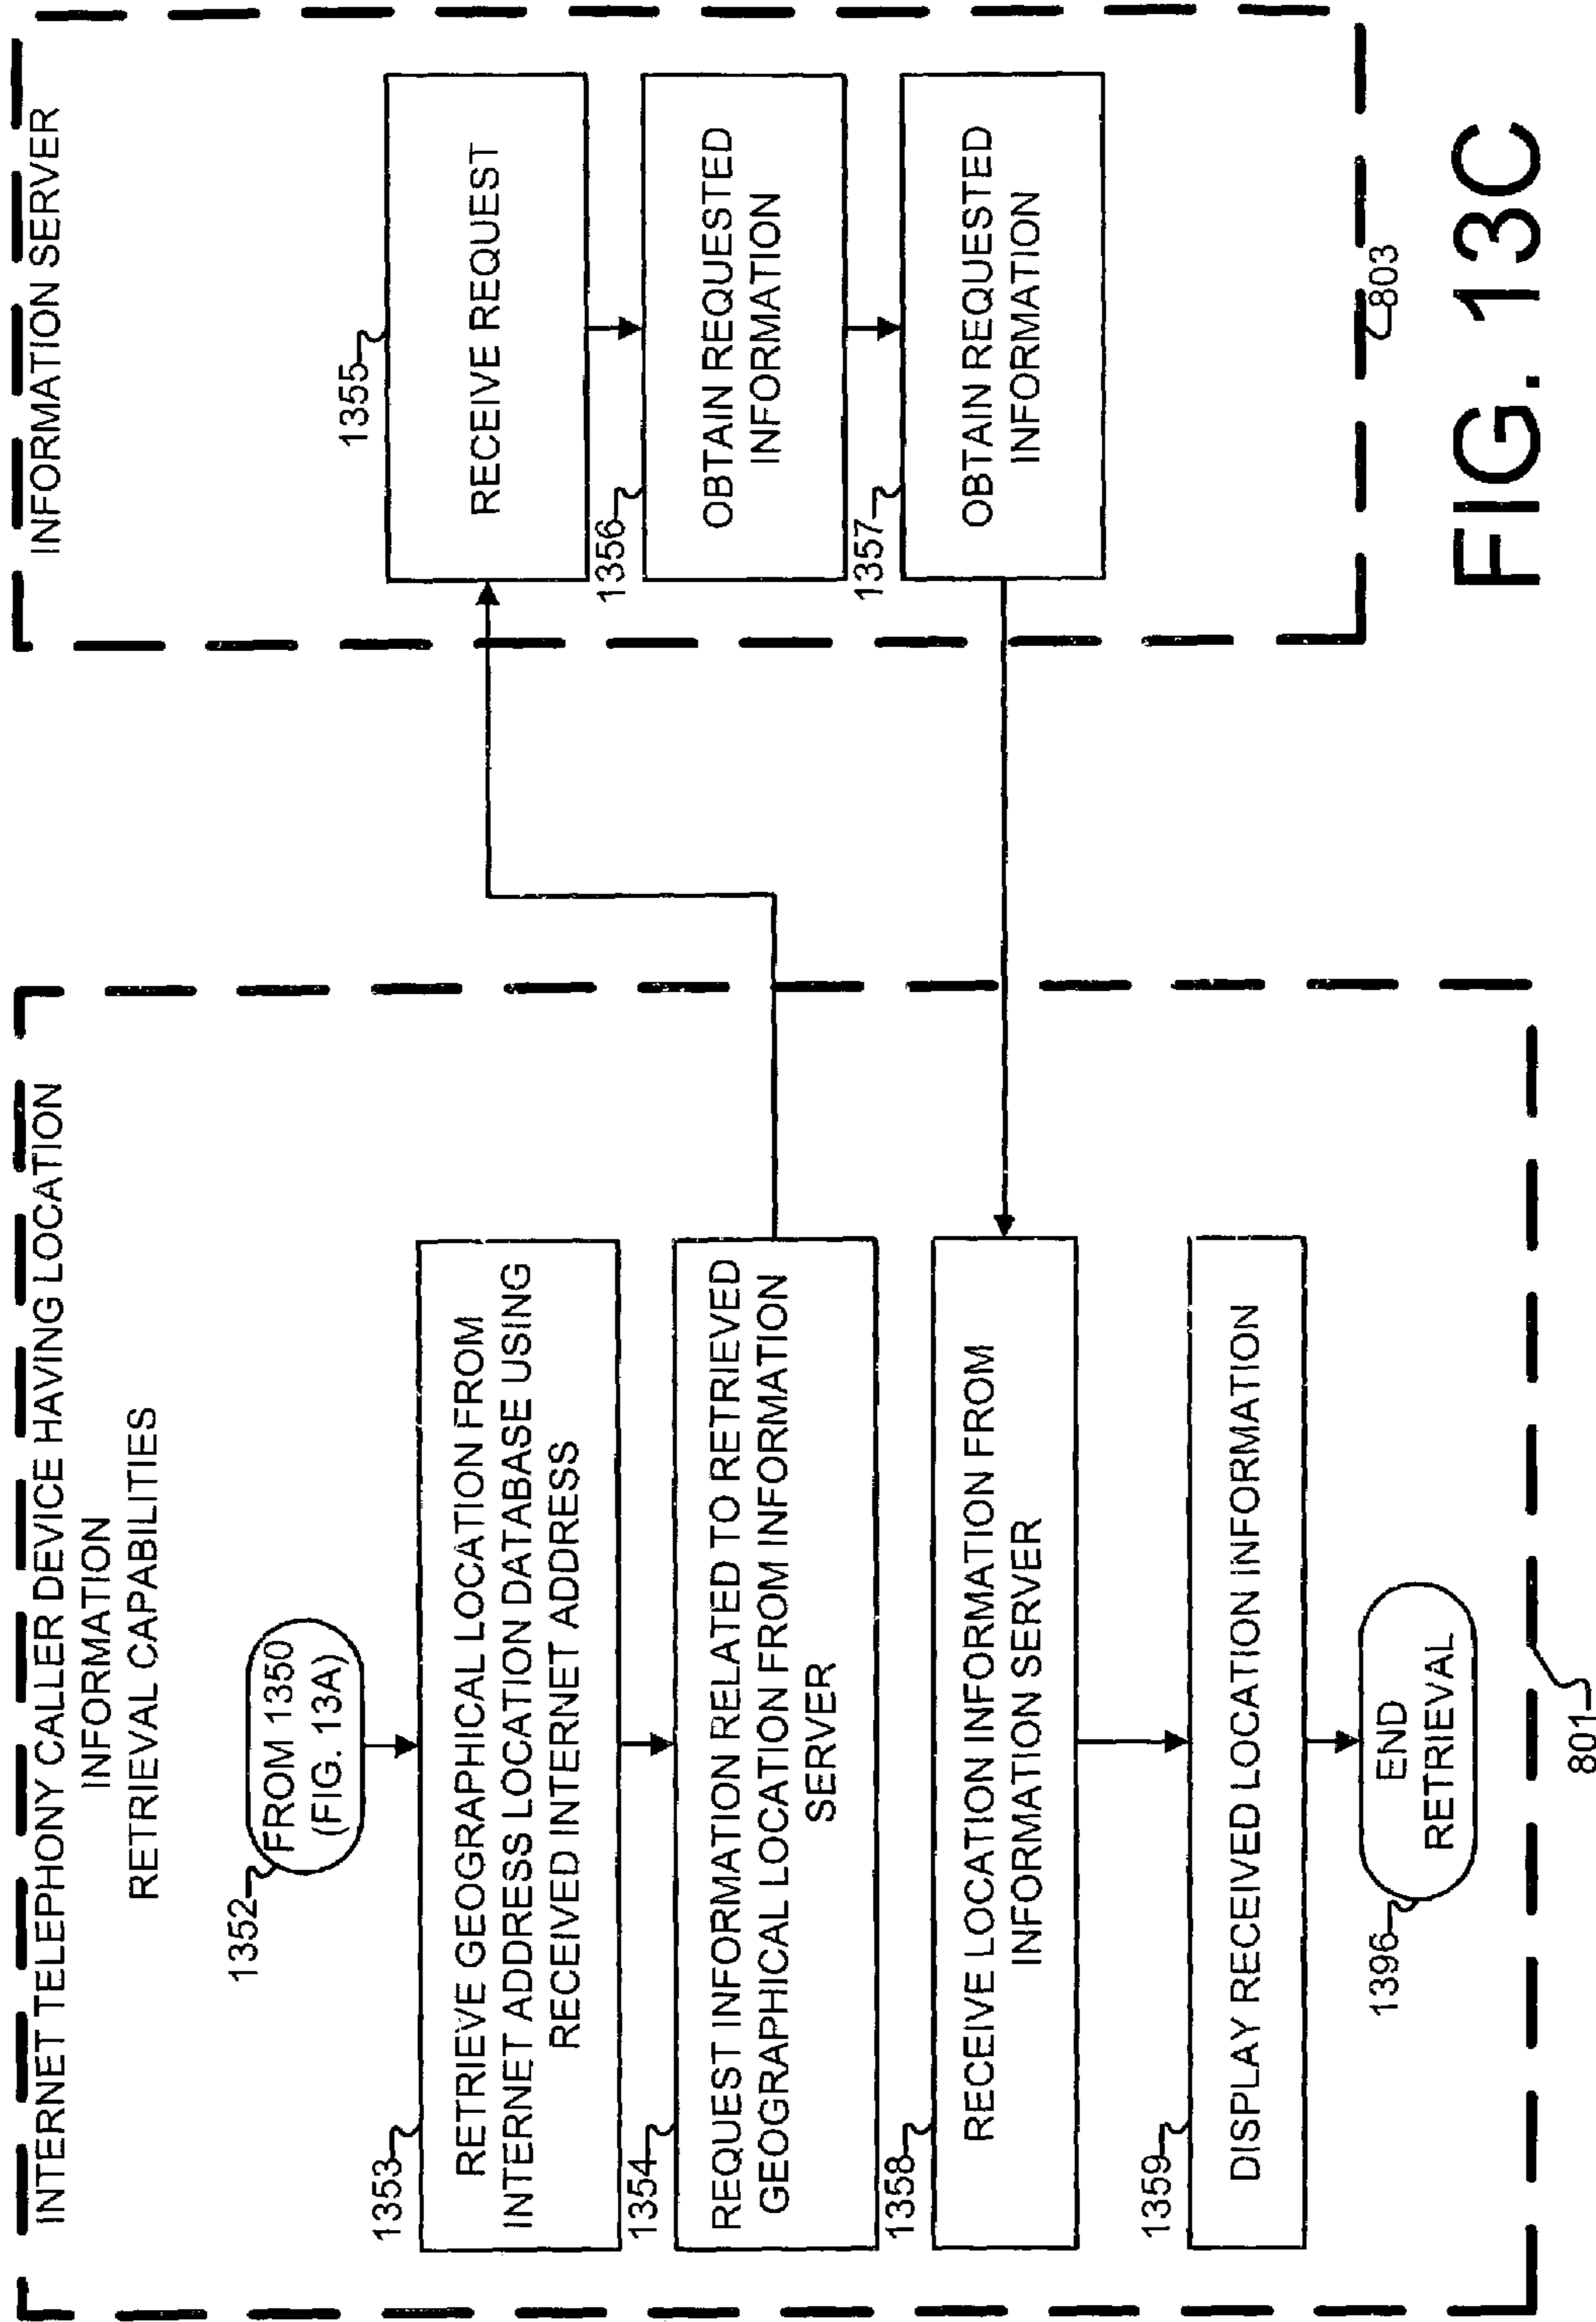 INTERNET TELEPHONY CALLER DEVICE HAVING LOCATION
INFORMATION
RETRIEVAL CAPABILITIES
1352
FROM 1350
(FIG. 13A)
1353
RETRIEVE GEOGRAPHICAL LOCATION FROM
INTERNET ADDRESS LOCATION DATABASE USING
RECEIVED INTERNET ADDRESS
1354
REQUEST INFORMATION RELATED TO RETRIEVED
GEOGRAPHICAL LOCATION FROM INFORMATION
SERVER
1358
RECEIVE LOCATION INFORMATION FROM
INFORMATION SERVER
1359
DISPLAY RECEIVED LOCATION INFORMATION
1396
END
RETRIEVAL
801
INFORMATION SERVER
1355
RECEIVE REQUEST
1356
OBTAIN REQUESTED
INFORMATION
1357
OBTAIN REQUESTED
INFORMATION
803
FIG. 13C